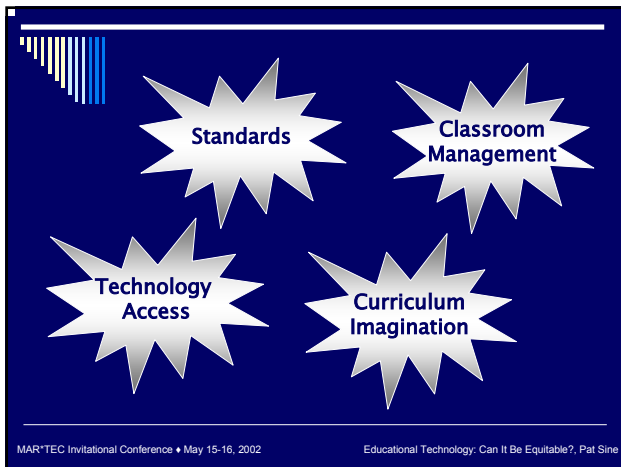 Standards
Classroom
Management
Technology
Access
Curriculum
Imagination
MAR*TEC Invitational Conference ♦ May 15-16, 2002
Educational Technology: Can It Be Equitable?, Pat Sine